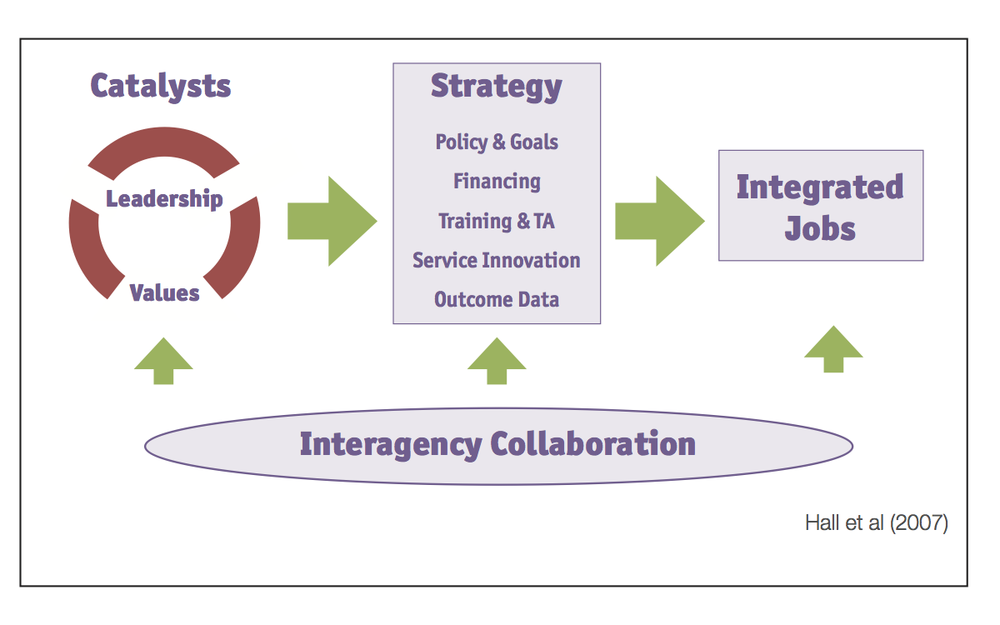 Catalysts
Leadership
Values
Strategy
Policy & Goals
Financing
Training & TA
Service Innovation
Outcome Data
Integrated
Jobs
Interagency Collaboration
Hall et al (2007)